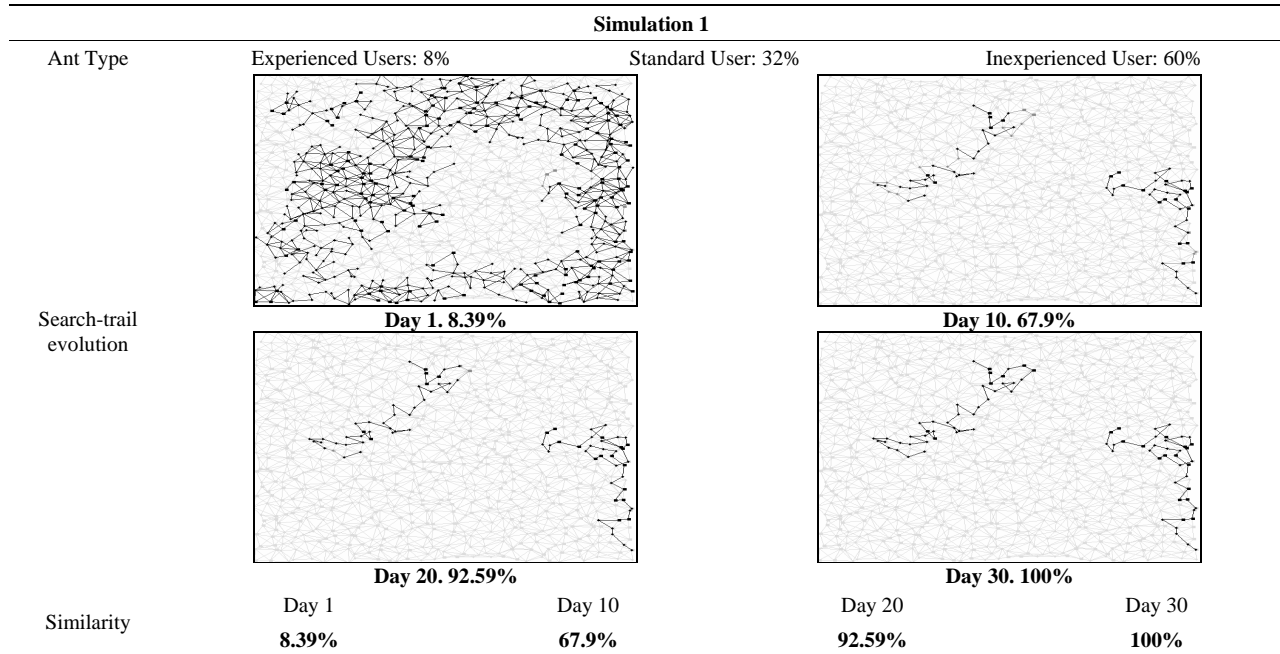 Simulation 1
Ant Type Experienced Users: 8% Standard User: 32% Inexperienced User: 60%
Day 1. 8.39% Day 10. 67.9%
Search-trail
evolution
Day 20. 92.59% Day 30. 100%
Similarity
Day 1 Day 10 Day 20 Day 30
8.39% 67.9% 92.59% 100%